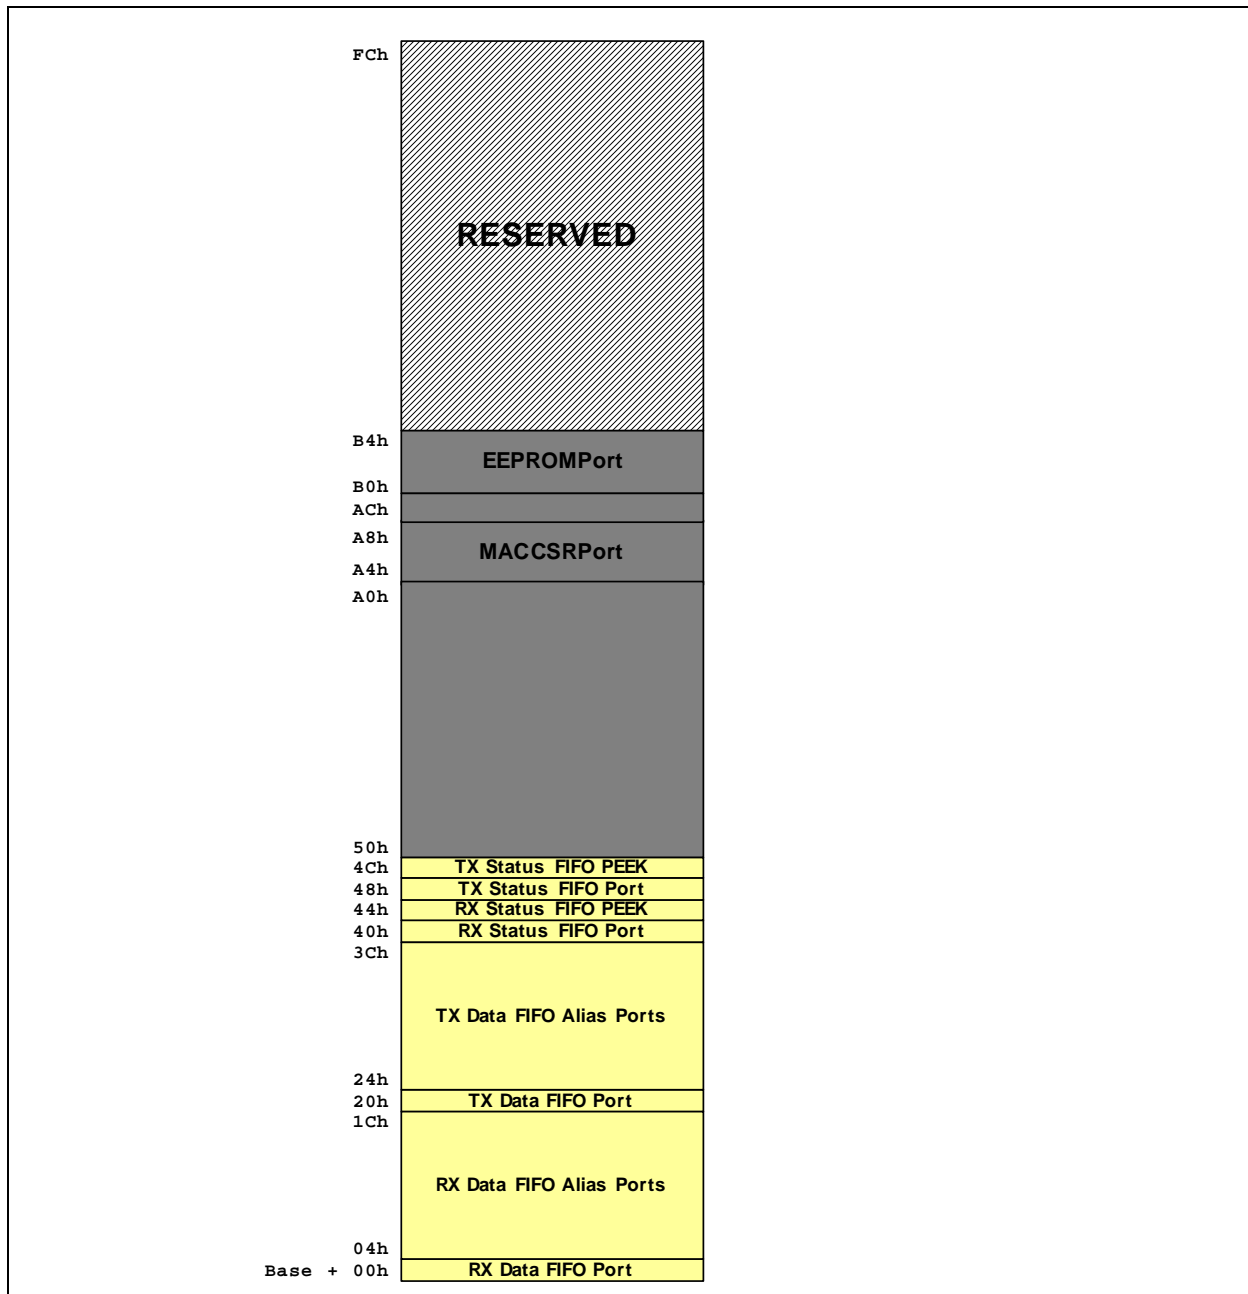 FCh
RESERVED
B4h
EEPROMPort
B0h
ACh
A8h
MACCSRPort
A4h
A0h
50h
4Ch TX Status FIFO PEEK
48h TX Status FIFO Port
44h RX Status FIFO PEEK
40h RX Status FIFO Port
3Ch
TX Data FIFO Alias Ports
24h
20h TX Data FIFO Port
1Ch
RX Data FIFO Alias Ports
04h
Base + 00h RX Data FIFO Port